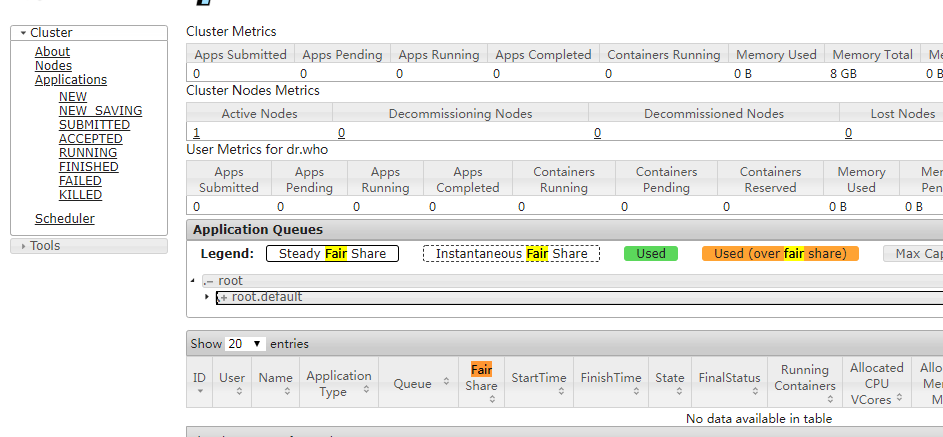 Cluster
About
Nodes
Applications
NEW
NEW_SAVING
SUBMITTED
ACCEPTED
RUNNING
FINISHED
FAILED
KILLED
Scheduler
Tools
Cluster Metrics
Apps Submitted Apps Pending Apps Running Apps Completed Containers Running Memory Used Memory Total
0 0 0 0 0 0 B 8 GB 0 B
Cluster Nodes Metrics
Active Nodes Decommissioning Nodes Decommissioned Nodes Lost Nodes
1 0 0 0
User Metrics for dr.who
Apps Apps Apps Apps Containers Containers Containers Memory
Submitted Pending Running Completed Running Pending Reserved Used
0 0 0 0 0 0 0 0 B 0 B
Application Queues
Legend: Steady Fair Share Instantaneous Fair Share Used Used (over fair share) Max Cap
root
+ root.default
Show 20 entries
ID User Name Application Type Queue Fair Share StartTime FinishTime State FinalStatus Running Containers Allocated CPU VCores
No data available in table